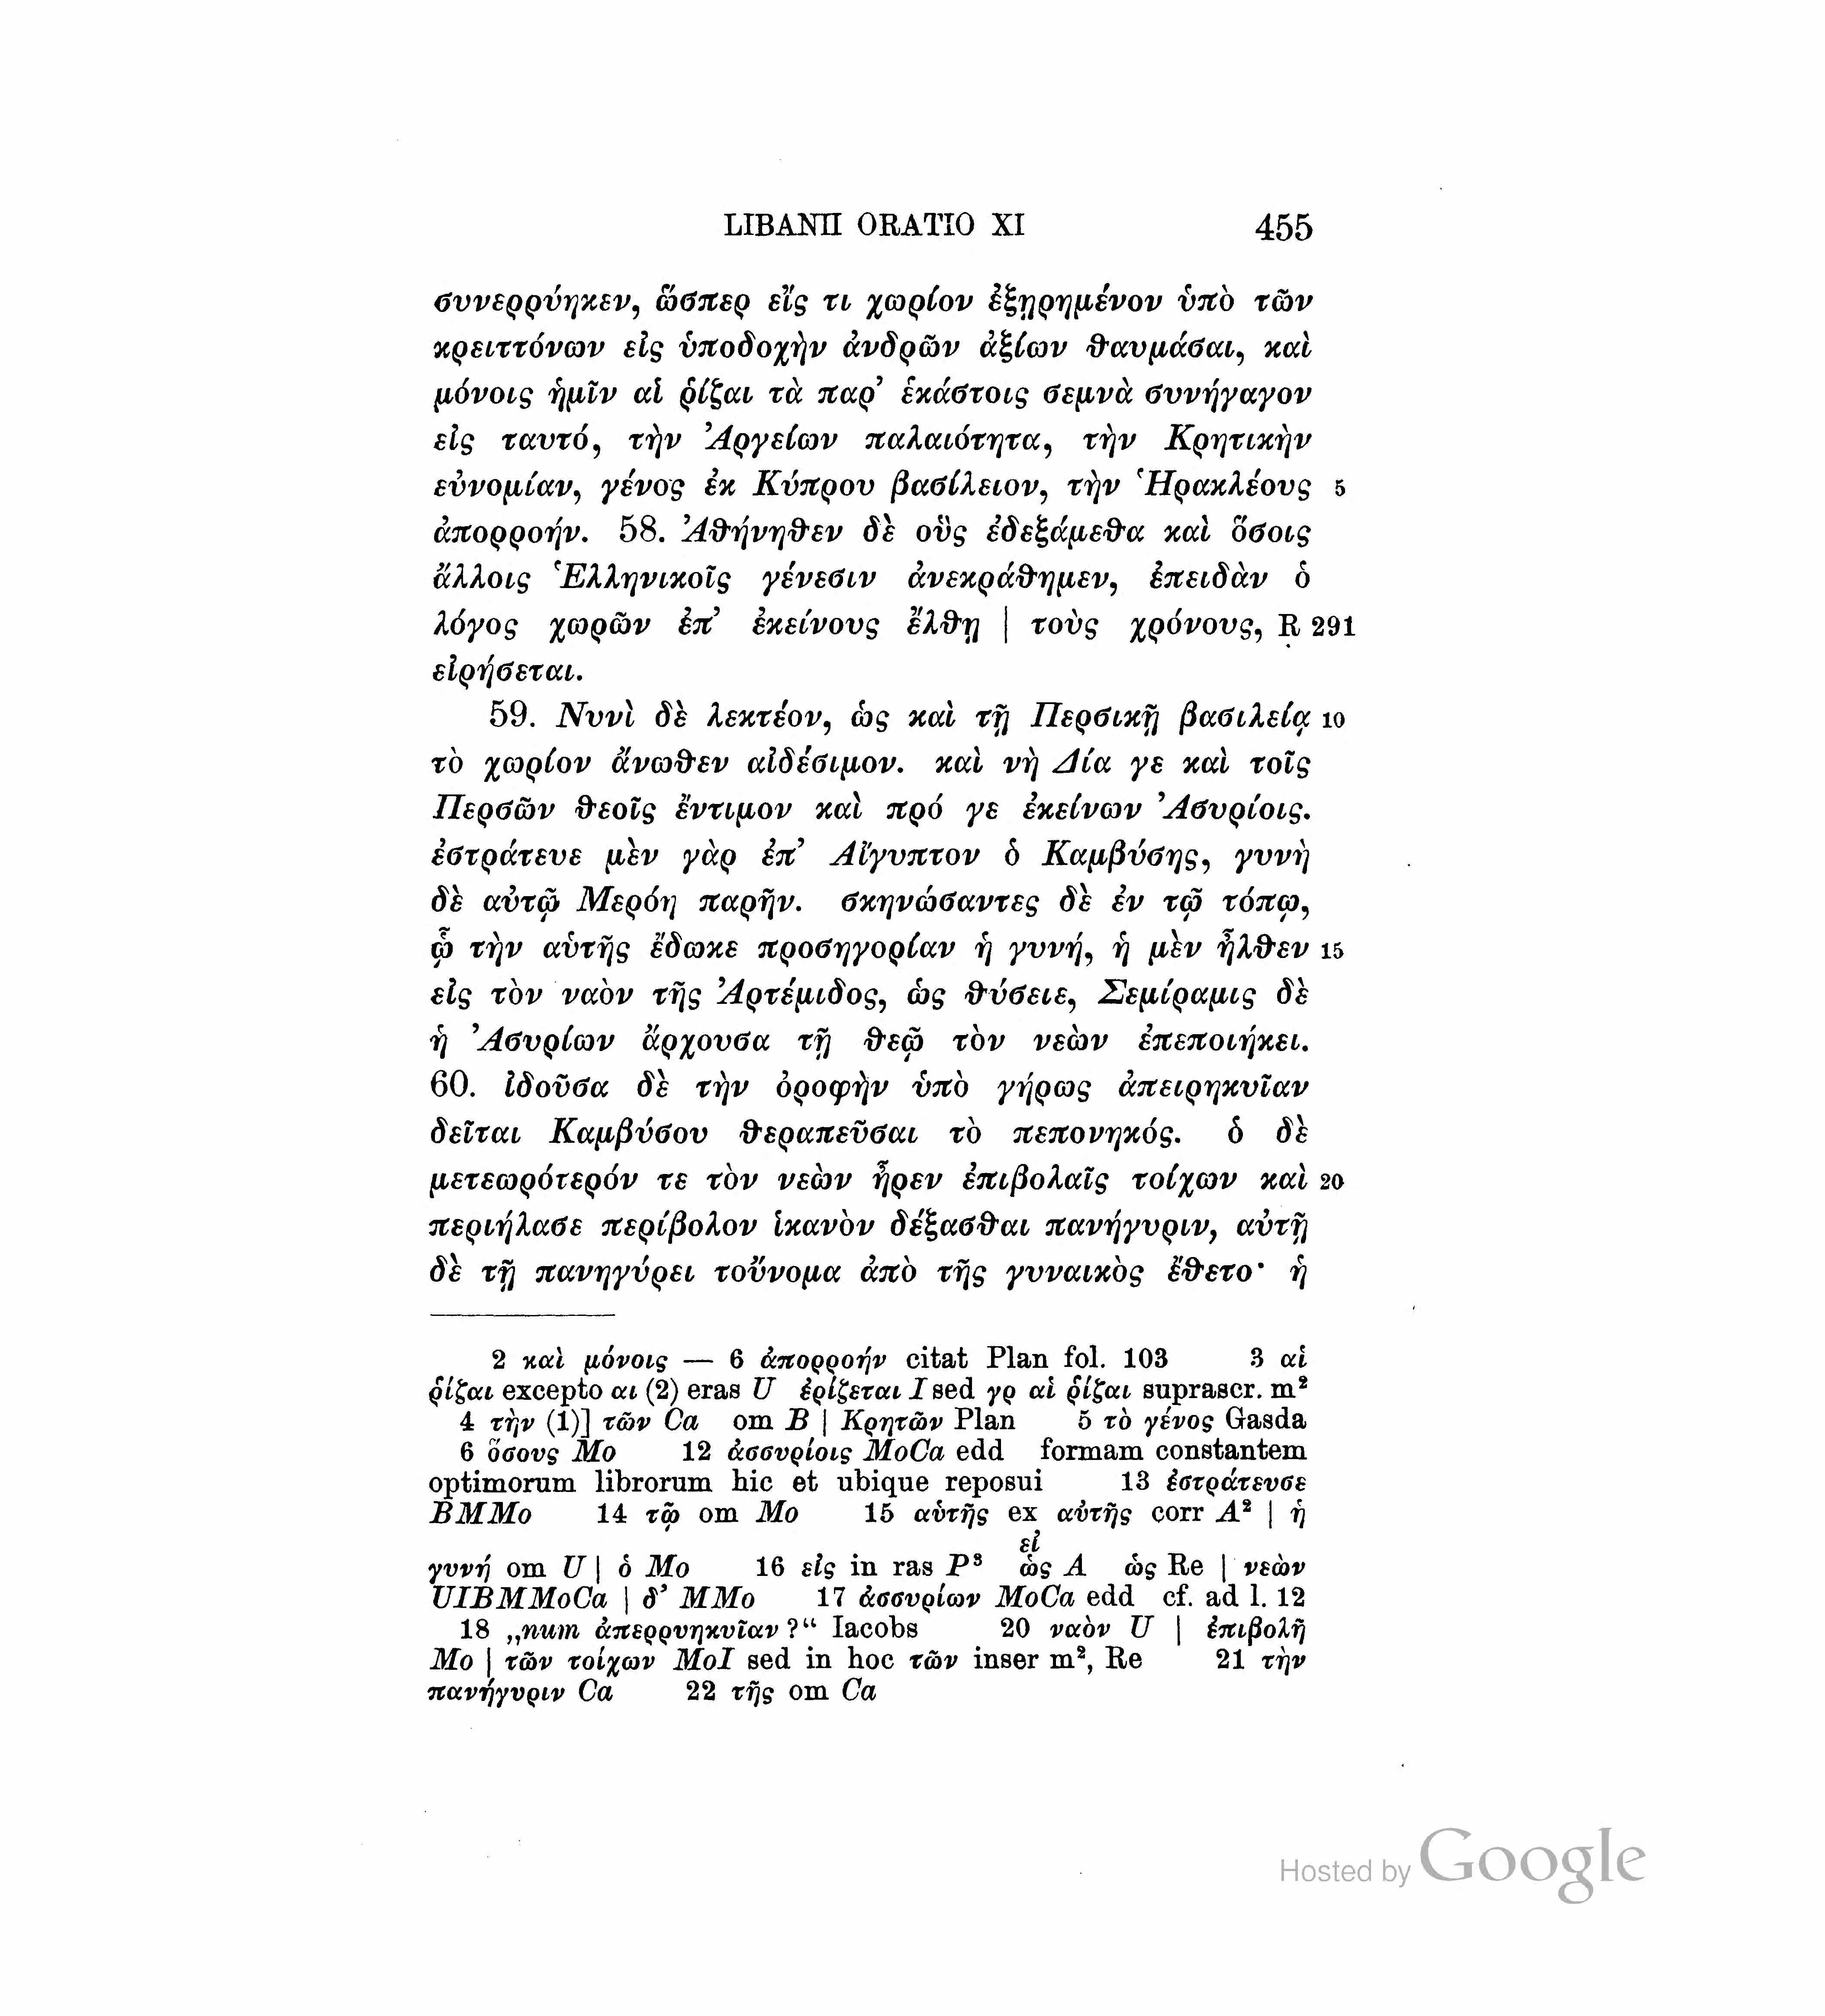 LIBANII ORATIO XI 455
συνερρύηκεν, ὥσπερ εἴς τι χωρίον ἐξῃρημένον ὑπὸ τῶν
κρειττόνων εἰς ὑποδοχὴν ἀνδρῶν ἀξίων θαυμάσαι, καὶ
μόνοις ἡμῖν αἱ ῥίζαι τὰ παρ’ ἑκάστοις σεμνὰ συνήγαγον
εἰς ταυτό, τὴν Ἀργείων παλαιότητα, τὴν Κρητικὴν
εὐνομίαν, γένος ἐκ Κύπρου βασίλειον, τὴν Ἡρακλέους 5
ἀπορροήν. 58. Ἀθήνηθεν δὲ οὓς ἐδεξάμεθα καὶ ὅσοις
ἄλλοις Ἑλληνικοῖς γένεσιν ἀνεκράθημεν, ἐπειδὰν ὁ
λόγος χωρῶν ἐπ’ ἐκείνους ἔλθῃ | τοὺς χρόνους, R 291
εἰρήσεται.
59. Νυνὶ δὲ λεκτέον, ὡς καὶ τῇ Περσικῇ βασιλείᾳ 10
τὸ χωρίον ἄνωθεν αἰδέσιμον. καὶ νὴ Δία γε καὶ τοῖς
Περσῶν θεοῖς ἔντιμον καὶ πρό γε ἐκείνων Ἀσυρίοις.
ἐστράτευε μὲν γὰρ ἐπ’ Αἴγυπτον ὁ Καμβύσης, γυνὴ
δὲ αὐτῷ Μερόη παρῆν. σκηνώσαντες δὲ ἐν τῷ τόπῳ,
ᾧ τὴν αὑτῆς ἔδωκε προσηγορίαν ἡ γυνή, ἡ μὲν ἦλθεν 15
εἰς τὸν ναὸν τῆς Ἀρτέμιδος, ὡς θύσειε, Σεμίραμις δὲ
ἡ Ἀσυρίων ἄρχουσα τῇ θεῷ τὸν νεὼν ἐπεποιήκει.
60. ἰδοῦσα δὲ τὴν ὀροφὴν ὑπὸ γήρως ἀπειρηκυῖαν
δεῖται Καμβύσου θεραπεῦσαι τὸ πεπονηκός. ὁ δὲ
μετεωρότερόν τε τὸν νεὼν ἦρεν ἐπιβολαῖς τοίχων καὶ 20
περιήλασε περίβολον ἱκανὸν δέξασθαι πανήγυριν, αὐτῇ
δὲ τῇ πανηγύρει τοὔνομα ἀπὸ τῆς γυναικὸς ἔθετο· ἡ
2 καὶ μόνοις — 6 ἀπορροήν citat Plan fol. 103 3 αἱ
ῥίζαι excepto αι (2) eras U ἐρίζεται I sed γρ αἱ ῥίζαι suprascr. m²
4 τὴν (1)] τῶν Ca om B | Κρητῶν Plan 5 τὸ γένος Gasda
6 ὅσους Mo 12 ἀσσυρίοις MoCa edd formam constantem
optimorum librorum hic et ubique reposui 13 ἐστράτευσε
BMMo 14 τῷ om Mo 15 αὑτῆς ex αὐτῆς corr A² | ἡ
γυνή om U | ὁ Mo 16 εἰς in ras P³ ὡς εἰ A ὡς Re | νεὼν
UIBMMoCa | δ’ MMo 17 ἀσσυρίων MoCa edd cf. ad l. 12
18 „num ἀπερρυηκυῖαν?“ Iacobs 20 ναὸν U | ἐπιβολῇ
Mo | τῶν τοίχων MoI sed in hoc τῶν inser m², Re 21 τὴν
πανήγυριν Ca 22 τῆς om Ca
Hosted by Google